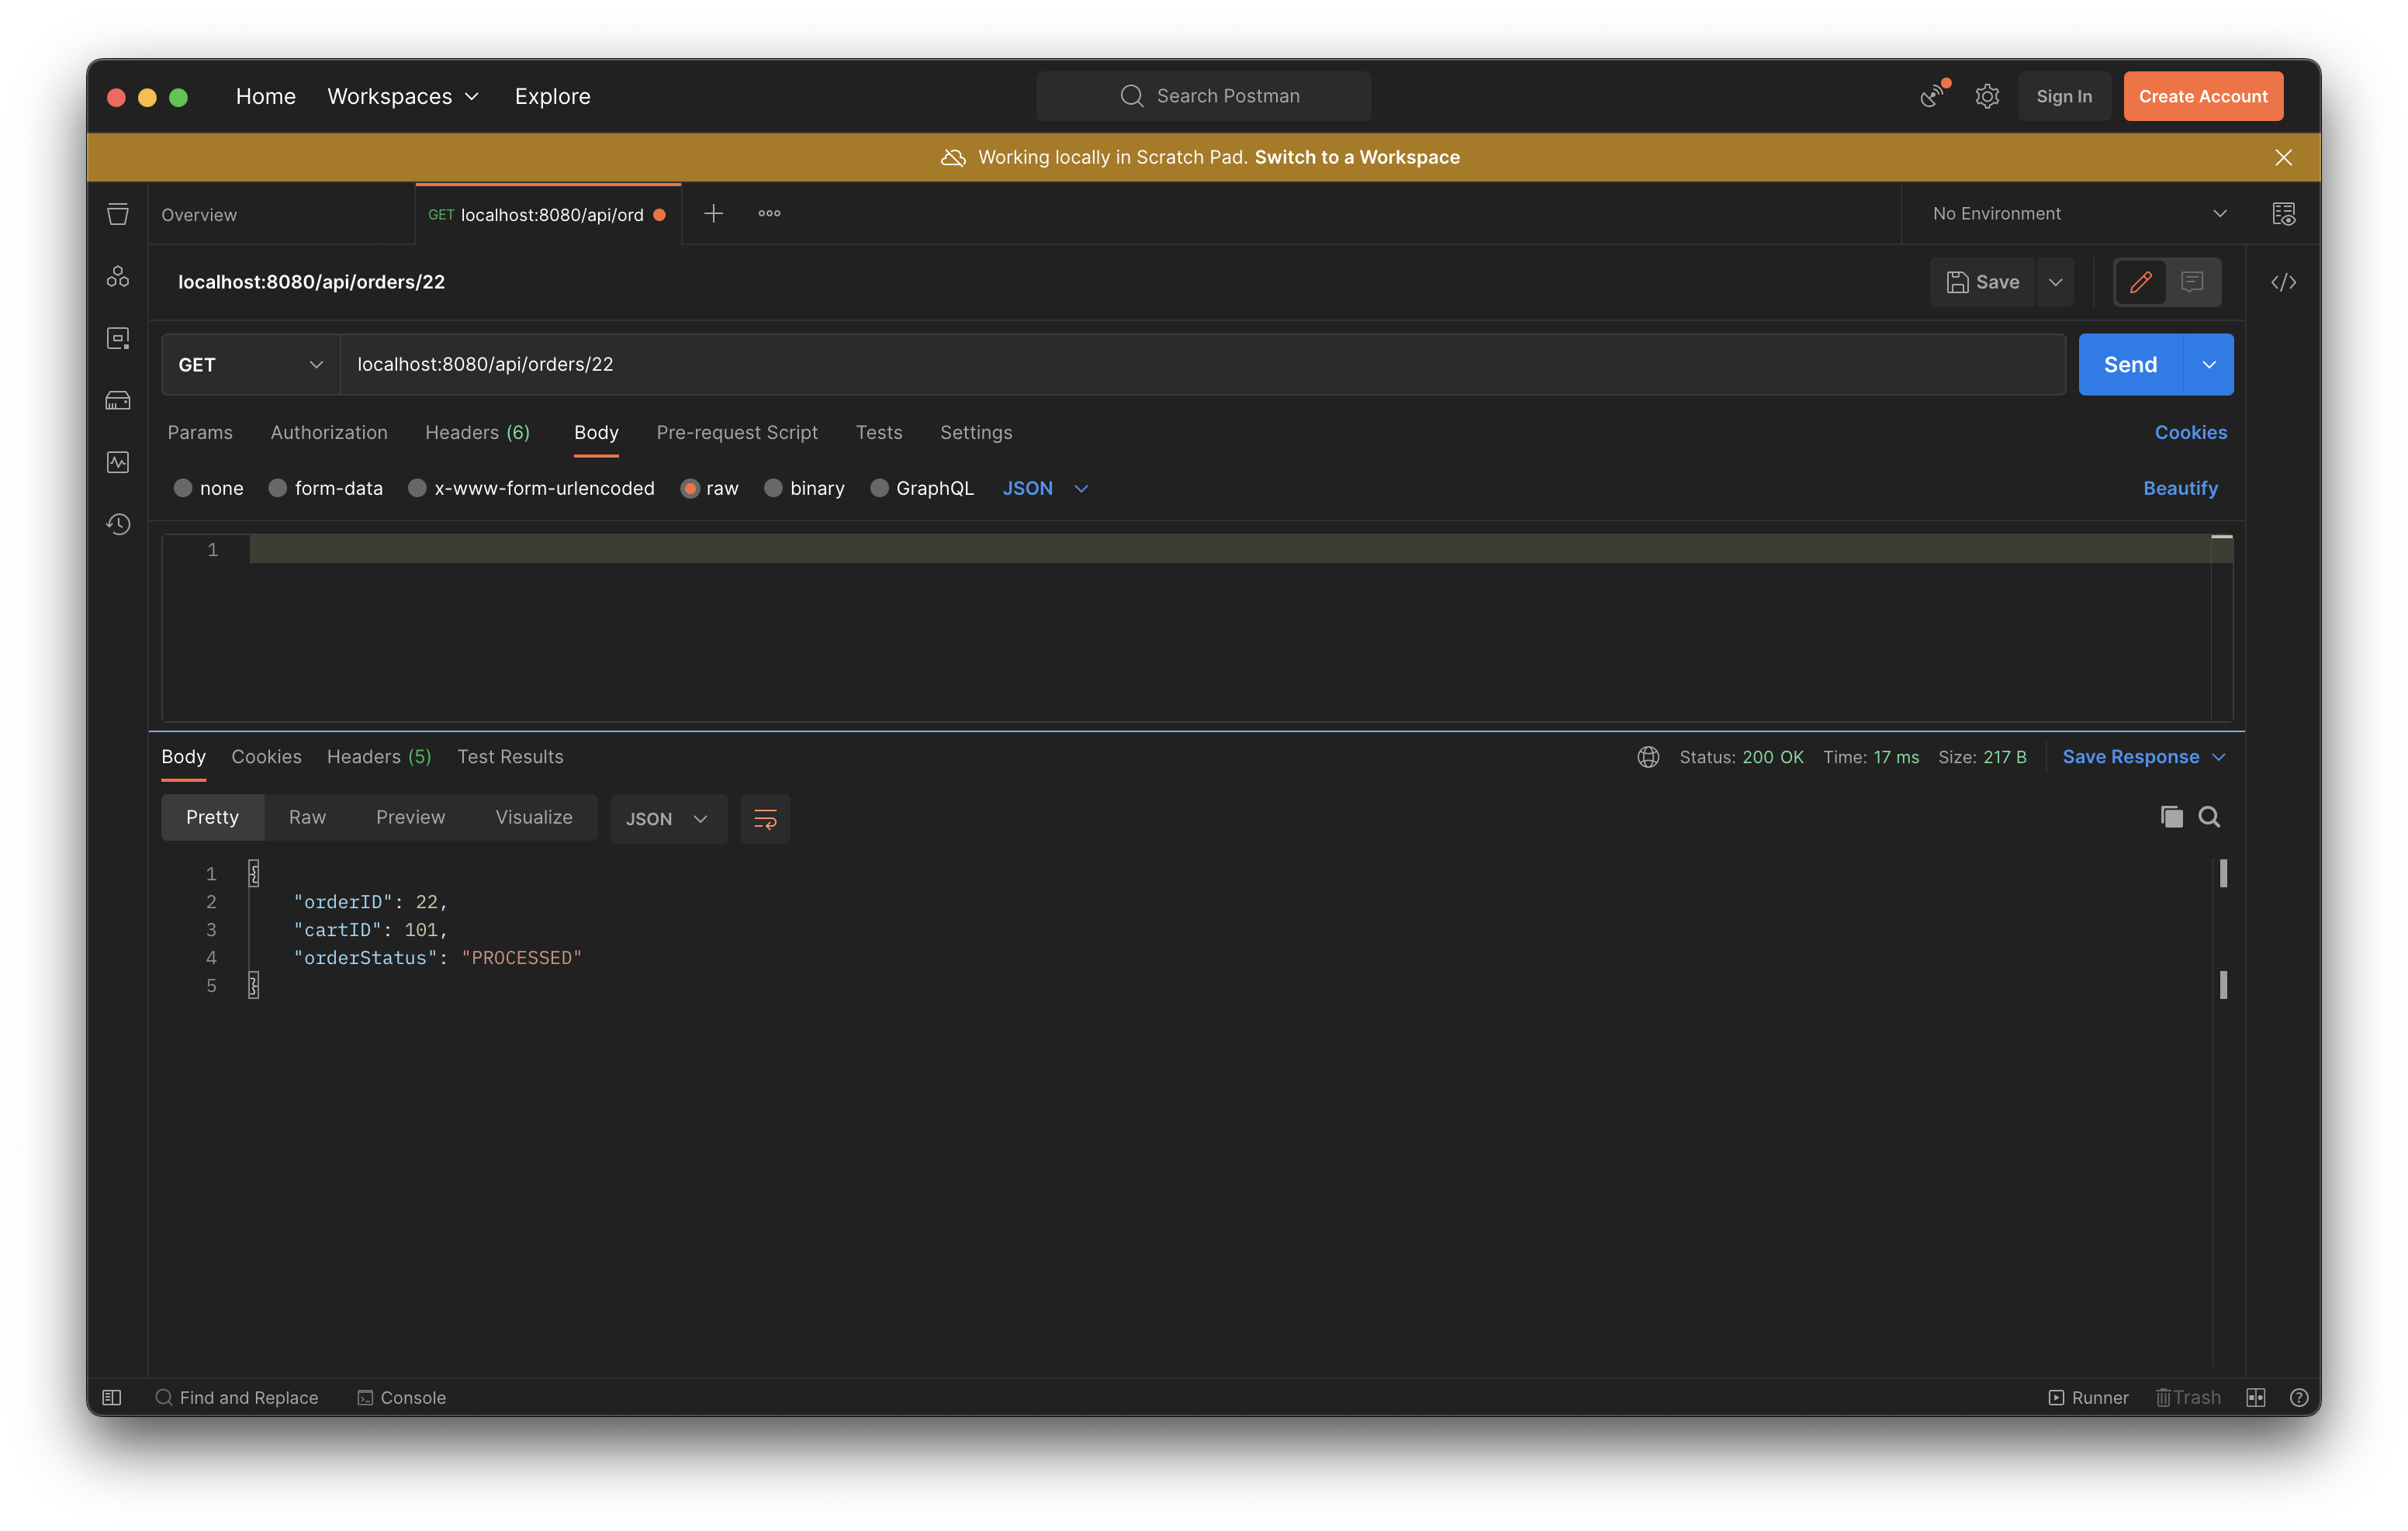 Home Workspaces Explore Search Postman Sign In Create Account
Working locally in Scratch Pad. Switch to a Workspace
Overview GET localhost:8080/api/ord No Environment
localhost:8080/api/orders/22 Save
GET localhost:8080/api/orders/22 Send
Params Authorization Headers (6) Body Pre-request Script Tests Settings Cookies
none form-data x-www-form-urlencoded raw binary GraphQL JSON Beautify
1
Body Cookies Headers (5) Test Results Status: 200 OK Time: 17 ms Size: 217 B Save Response
Pretty Raw Preview Visualize JSON
1 {
2 "orderID": 22,
3 "cartID": 101,
4 "orderStatus": "PROCESSED"
5 }
Find and Replace Console Runner Trash